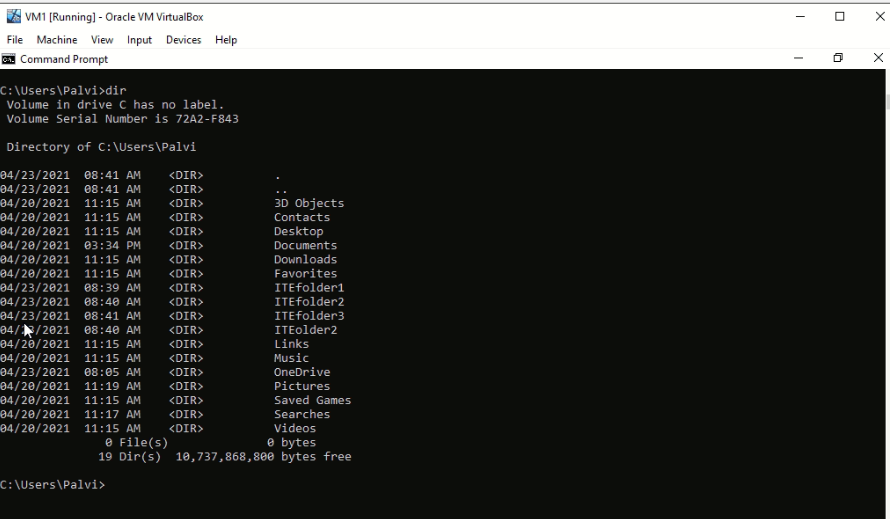 VM1 [Running] - Oracle VM VirtualBox
File Machine View Input Devices Help
Command Prompt
C:\Users\Palvi>dir
Volume in drive C has no label.
Volume Serial Number is 72A2-F843
Directory of C:\Users\Palvi
04/23/2021 08:41 AM <DIR> .
04/23/2021 08:41 AM <DIR> ..
04/20/2021 11:15 AM <DIR> 3D Objects
04/20/2021 11:15 AM <DIR> Contacts
04/20/2021 11:15 AM <DIR> Desktop
04/20/2021 03:34 PM <DIR> Documents
04/20/2021 11:15 AM <DIR> Downloads
04/20/2021 11:15 AM <DIR> Favorites
04/23/2021 08:39 AM <DIR> ITEfolder1
04/23/2021 08:40 AM <DIR> ITEfolder2
04/23/2021 08:41 AM <DIR> ITEfolder3
04/23/2021 08:40 AM <DIR> ITEolder2
04/20/2021 11:15 AM <DIR> Links
04/20/2021 11:15 AM <DIR> Music
04/23/2021 08:05 AM <DIR> OneDrive
04/20/2021 11:19 AM <DIR> Pictures
04/20/2021 11:15 AM <DIR> Saved Games
04/20/2021 11:17 AM <DIR> Searches
04/20/2021 11:15 AM <DIR> Videos
0 File(s) 0 bytes
19 Dir(s) 10,737,868,800 bytes free
C:\Users\Palvi>